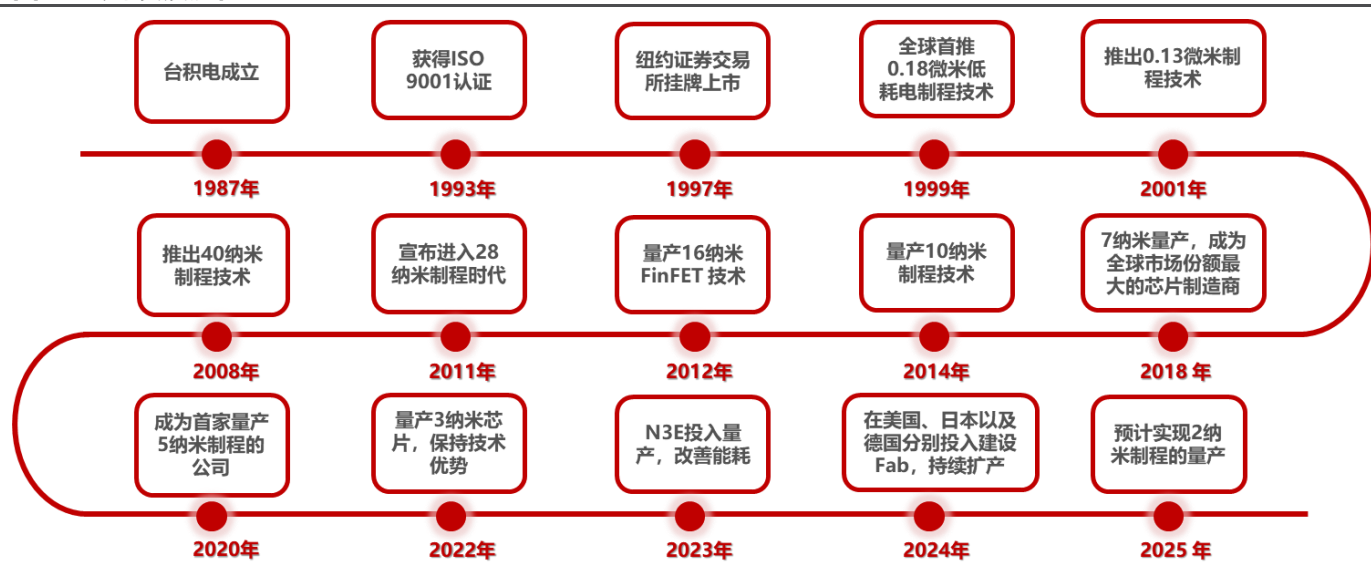 台积电成立
获得ISO
9001认证
纽约证券交易
所挂牌上市
全球首推
0.18微米低
耗电制程技术
推出0.13微米制
程技术
1987年
1993年
1997年
1999年
2001年
推出40纳米
制程技术
宣布进入28
纳米制程时代
量产16纳米
FinFET 技术
量产10纳米
制程技术
7纳米量产，成为
全球市场份额最
大的芯片制造商
2008年
2011年
2012年
2014年
2018 年
成为首家量产
5纳米制程的
公司
量产3纳米芯
片，保持技术
优势
N3E投入量
产，改善能耗
在美国、日本以及
德国分别投入建设
Fab，持续扩产
预计实现2纳
米制程的量产
2020年
2022年
2023年
2024年
2025 年